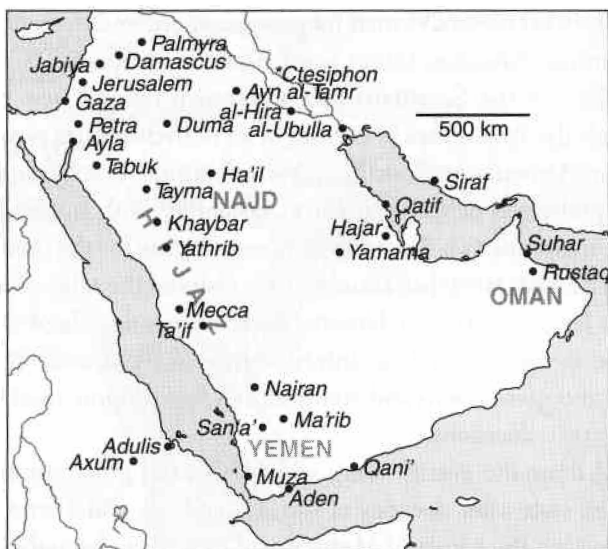 Palmyra
Damascus
Jabiya
Jerusalem
Gaza
Petra
Ayla
Tabuk
Duma
Ctesiphon
Ayn al-Tamr
al-Hira
al-Ubulla
500 km
Ha'il
Tayma
NAJD
Siraf
Qatif
Khaybar
Hajar
Yathrib
Yamama
HIJAZ
Suhar
Rustaq
OMAN
Mecca
Ta'if
Najran
Ma'rib
Sanʿa'
YEMEN
Adulis
Axum
Muza
Aden
Qani'